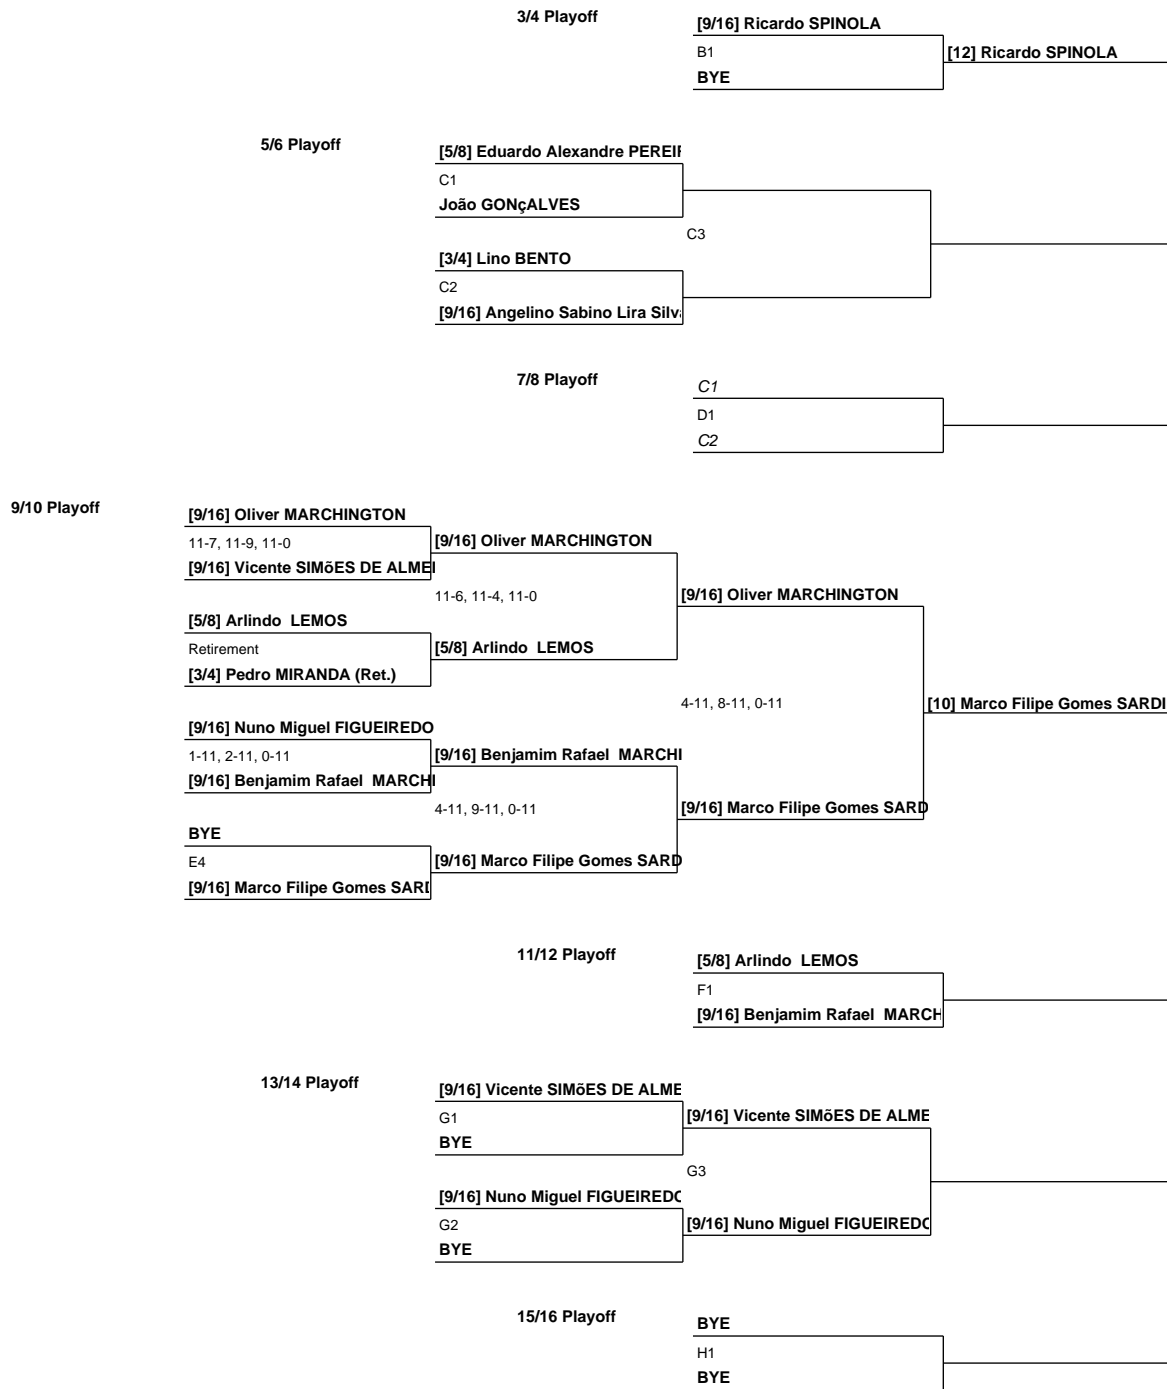 3/4 Playoff
[9/16] Ricardo SPINOLA
B1
[12] Ricardo SPINOLA
BYE
5/6 Playoff
[5/8] Eduardo Alexandre PEREIF
C1
João GONçALVES
C3
[3/4] Lino BENTO
C2
[9/16] Angelino Sabino Lira Silva
7/8 Playoff
C1
D1
C2
9/10 Playoff
[9/16] Oliver MARCHINGTON
11-7, 11-9, 11-0
[9/16] Oliver MARCHINGTON
[9/16] Vicente SIMõES DE ALMEI
11-6, 11-4, 11-0
[9/16] Oliver MARCHINGTON
[5/8] Arlindo LEMOS
Retirement
[5/8] Arlindo LEMOS
[3/4] Pedro MIRANDA (Ret.)
4-11, 8-11, 0-11
[10] Marco Filipe Gomes SARDI
[9/16] Nuno Miguel FIGUEIREDO
1-11, 2-11, 0-11
[9/16] Benjamim Rafael MARCHI
[9/16] Benjamim Rafael MARCHI
4-11, 9-11, 0-11
[9/16] Marco Filipe Gomes SARD
BYE
E4
[9/16] Marco Filipe Gomes SARD
[9/16] Marco Filipe Gomes SARD
11/12 Playoff
[5/8] Arlindo LEMOS
F1
[9/16] Benjamim Rafael MARCH
13/14 Playoff
[9/16] Vicente SIMõES DE ALME
G1
[9/16] Vicente SIMõES DE ALME
BYE
G3
[9/16] Nuno Miguel FIGUEIREDO
G2
[9/16] Nuno Miguel FIGUEIREDO
BYE
15/16 Playoff
BYE
H1
BYE